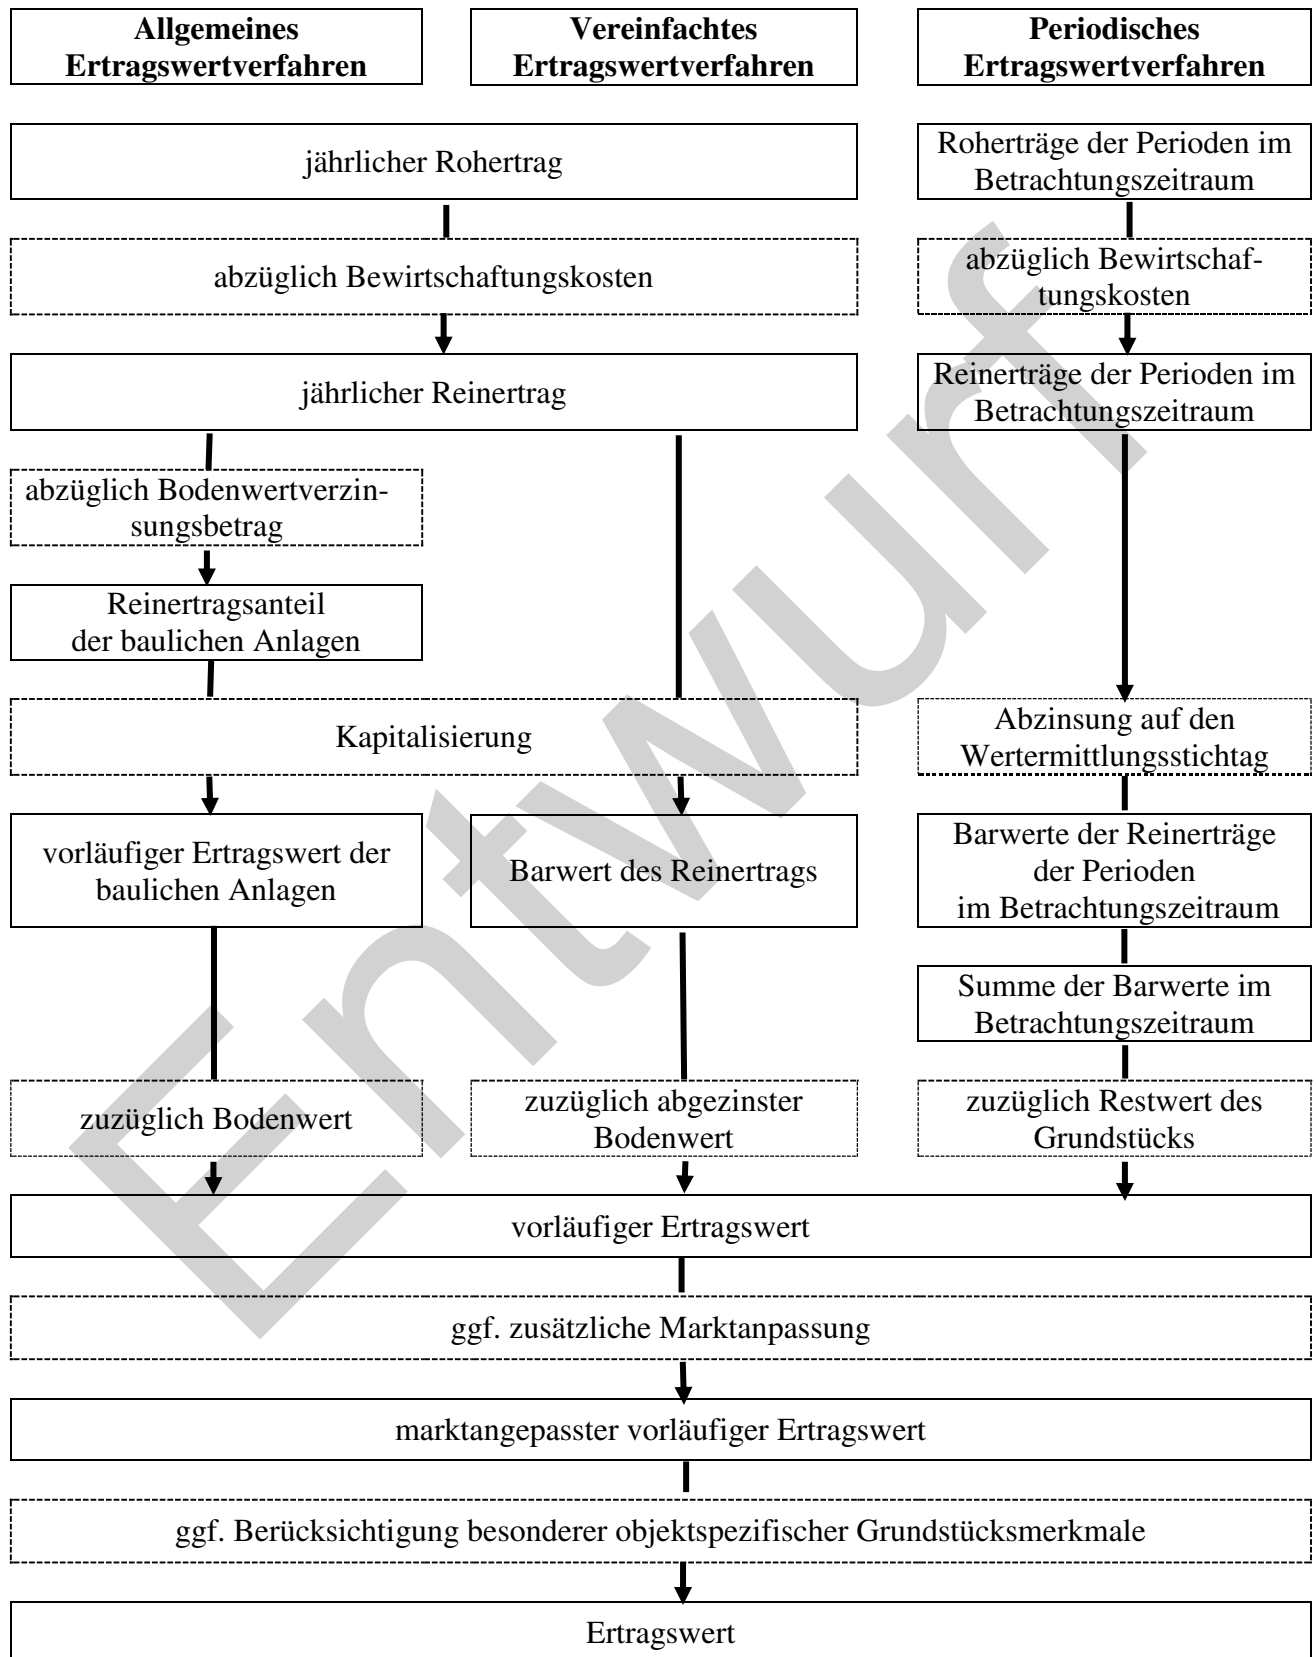 Allgemeines
Ertragswertverfahren
Vereinfachtes
Ertragswertverfahren
Periodisches
Ertragswertverfahren
jährlicher Rohertrag
Roherträge der Perioden im
Betrachtungszeitraum
abzüglich Bewirtschaftungskosten
abzüglich Bewirtschaf-
tungskosten
jährlicher Reinertrag
Reinerträge der Perioden im
Betrachtungszeitraum
abzüglich Bodenwertverzin-
sungsbetrag
Reinertragsanteil
der baulichen Anlagen
Kapitalisierung
Abzinsung auf den
Wertermittlungsstichtag
vorläufiger Ertragswert der
baulichen Anlagen
Barwert des Reinertrags
Barwerte der Reinerträge
der Perioden
im Betrachtungszeitraum
Summe der Barwerte im
Betrachtungszeitraum
zuzüglich Bodenwert
zuzüglich abgezinster
Bodenwert
zuzüglich Restwert des
Grundstücks
vorläufiger Ertragswert
ggf. zusätzliche Marktanpassung
marktangepasster vorläufiger Ertragswert
ggf. Berücksichtigung besonderer objektspezifischer Grundstücksmerkmale
Ertragswert
Entwurf